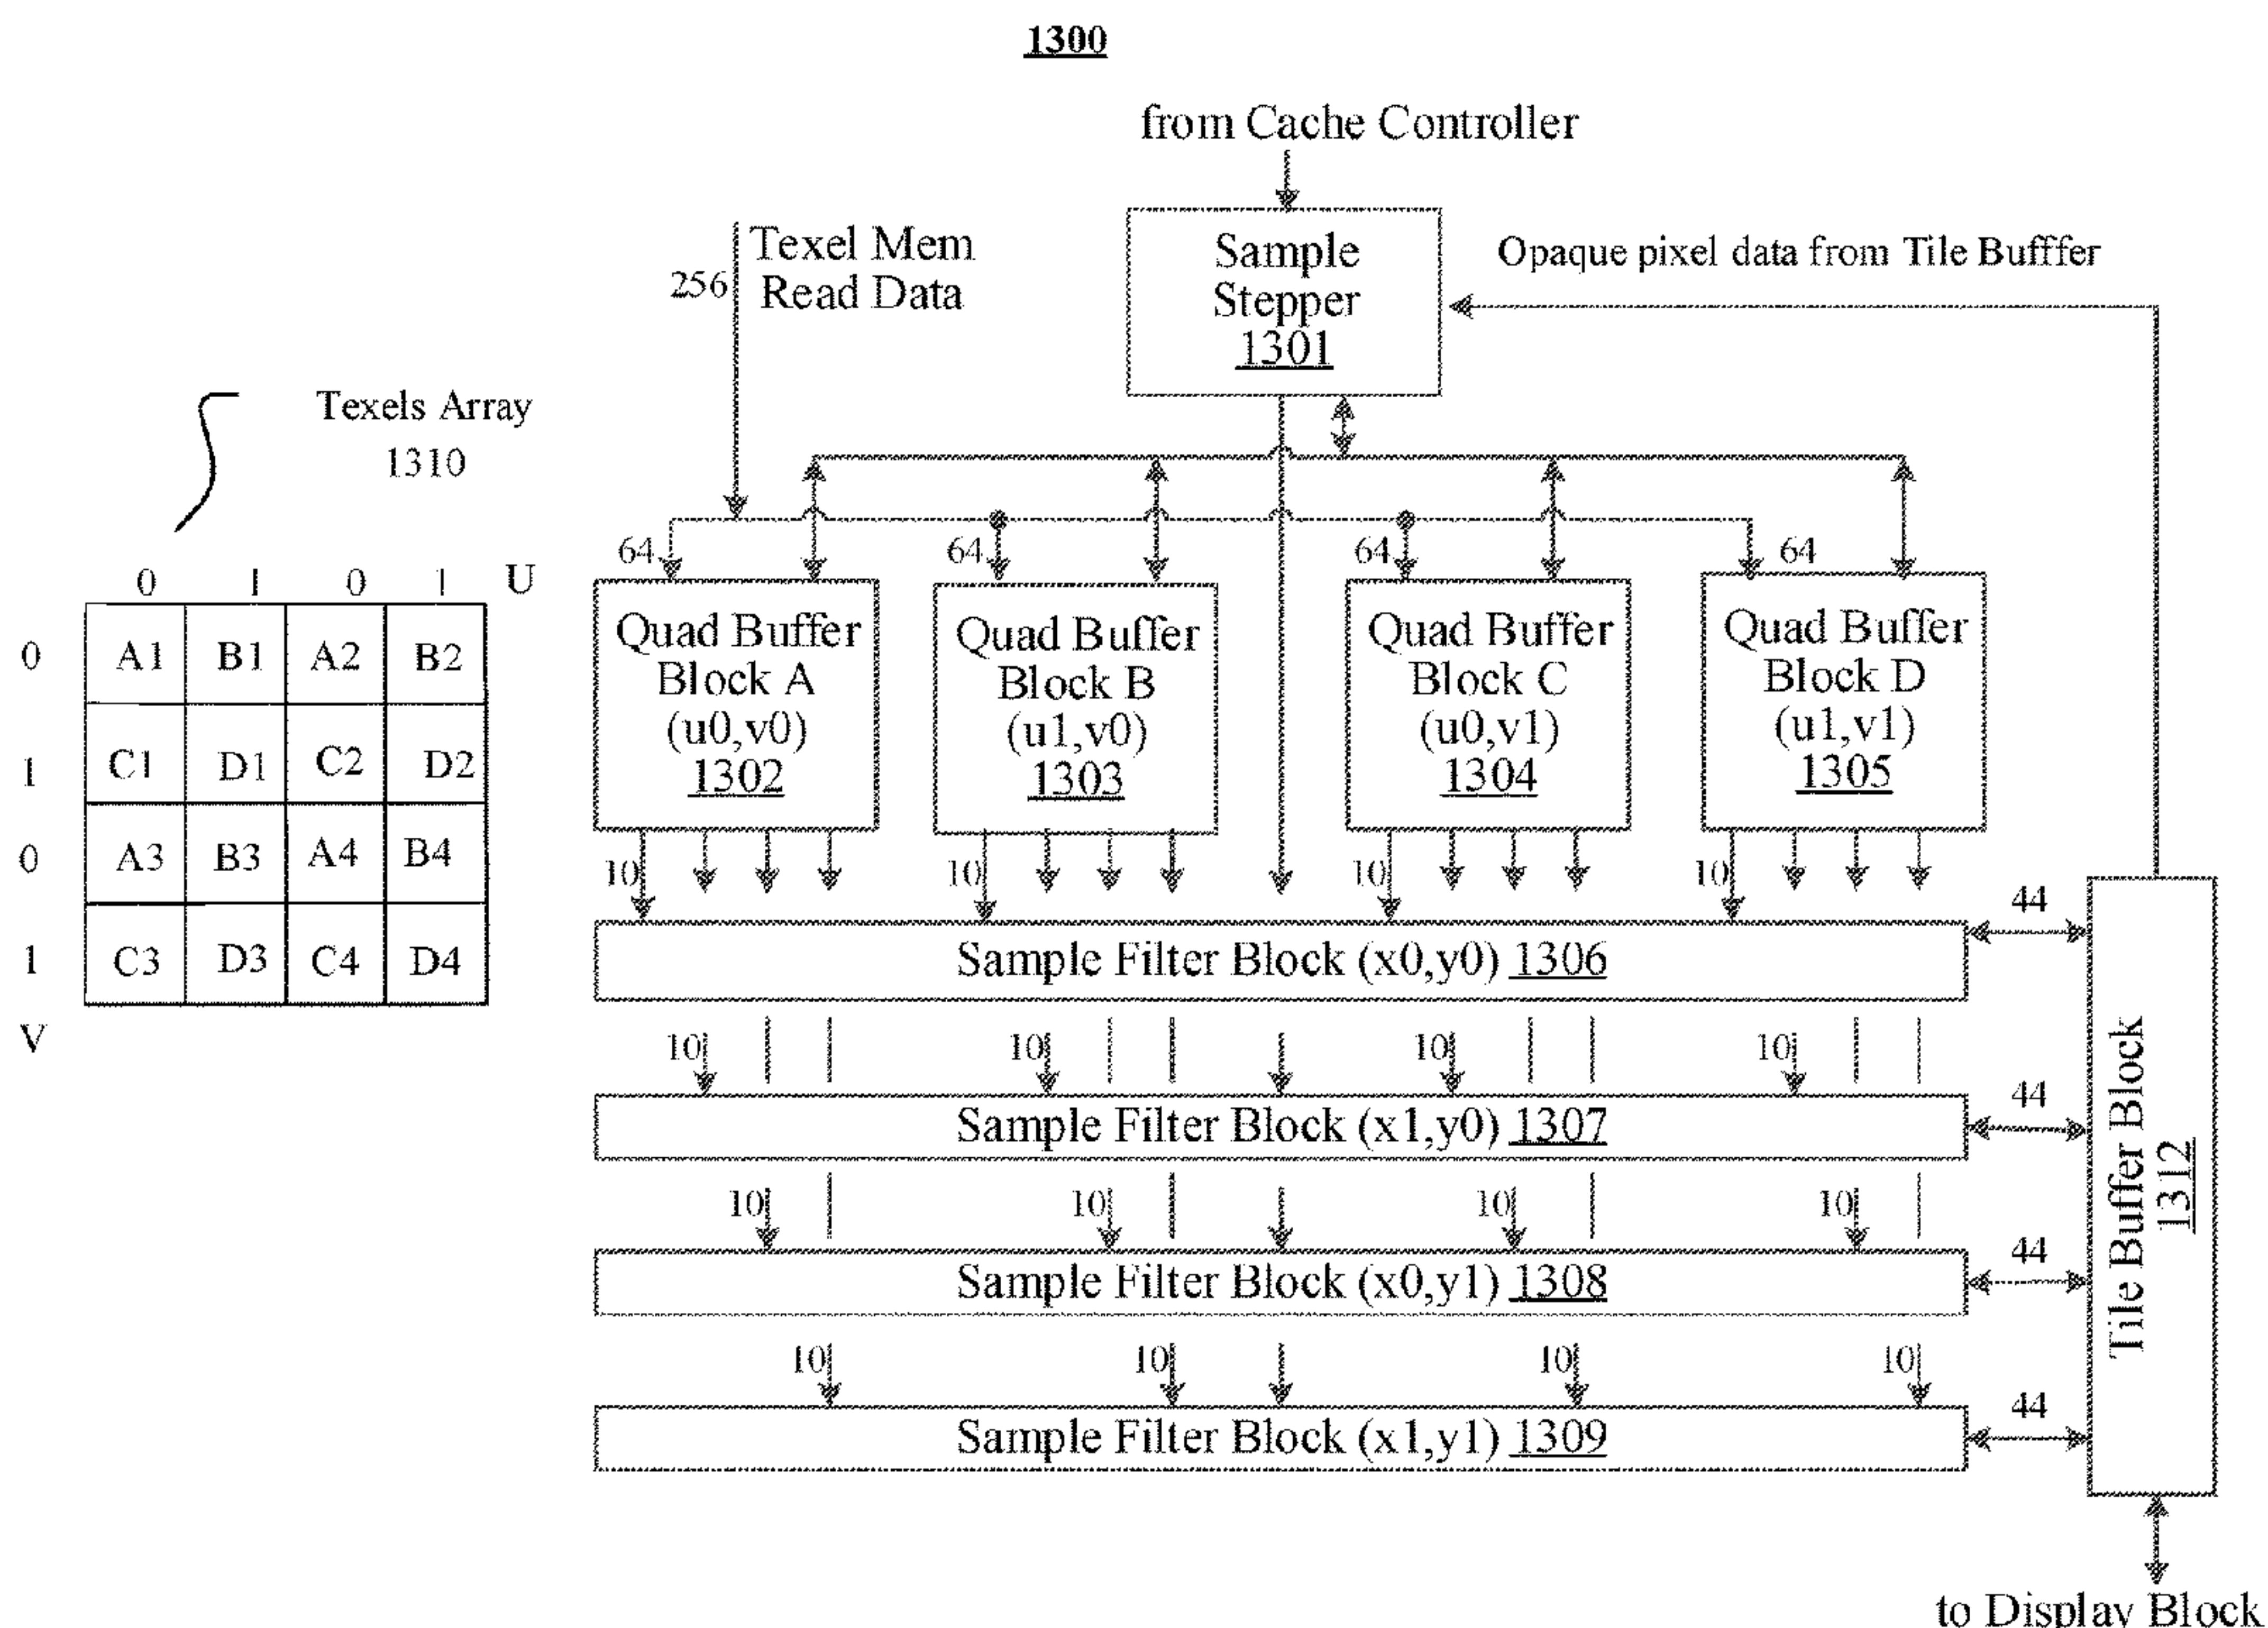 1300
from Cache Controller
Texel Mem
Read Data
256
Sample
Stepper
1301
Opaque pixel data from Tile Bufffer
Texels Array
1310
0 1 0 1 U
0 A1 B1 A2 B2
1 C1 D1 C2 D2
0 A3 B3 A4 B4
1 C3 D3 C4 D4
V
64 64 64 64
Quad Buffer
Block A
(u0,v0)
1302
Quad Buffer
Block B
(u1,v0)
1303
Quad Buffer
Block C
(u0,v1)
1304
Quad Buffer
Block D
(u1,v1)
1305
10 10 10 10
Sample Filter Block (x0,y0) 1306
44
10 10 10 10
Sample Filter Block (x1,y0) 1307
44
10 10 10 10
Sample Filter Block (x0,y1) 1308
44
10 10 10 10
Sample Filter Block (x1,y1) 1309
44
Tile Buffer Block
1312
to Display Block